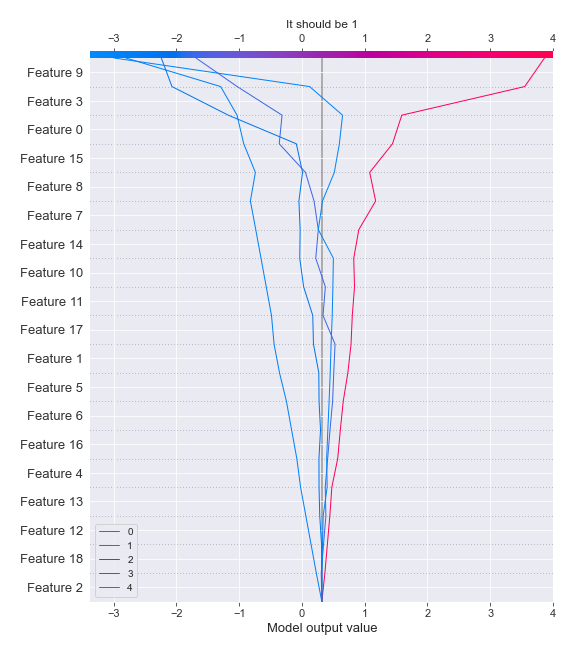 It should be 1
−3 −2 −1 0 1 2 3 4
Feature 9
Feature 3
Feature 0
Feature 15
Feature 8
Feature 7
Feature 14
Feature 10
Feature 11
Feature 17
Feature 1
Feature 5
Feature 6
Feature 16
Feature 4
Feature 13
Feature 12
Feature 18
Feature 2
0
1
2
3
4
−3 −2 −1 0 1 2 3 4
Model output value